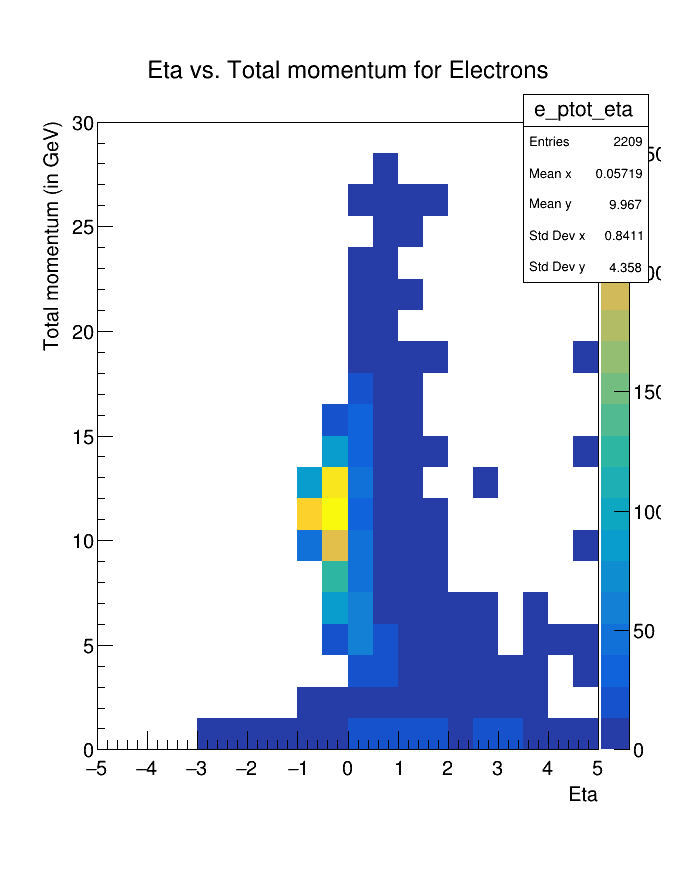 Eta vs. Total momentum for Electrons
e_ptot_eta
Entries 2209
Mean x 0.05719
Mean y 9.967
Std Dev x 0.8411
Std Dev y 4.358
Total momentum (in GeV)
30
25
20
15
10
5
0
−5 −4 −3 −2 −1 0 1 2 3 4 5
Eta
150
100
50
0